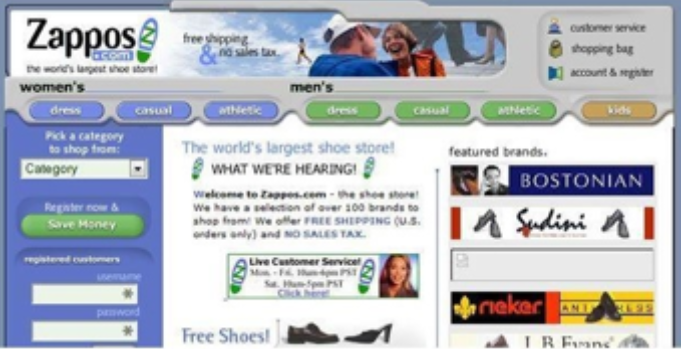 Zappos
.com
the world's largest shoe store!
free shipping
& no sales tax
customer service
shopping bag
account & register
women's
men's
dress
casual
athletic
dress
casual
athletic
kids
Pick a category
to shop from:
Category
Register now &
Save Money
registered customers
username
password
The world's largest shoe store!
WHAT WE'RE HEARING!
Welcome to Zappos.com - the shoe store!
We have a selection of over 100 brands to
shop from! We offer FREE SHIPPING (U.S.
orders only) and NO SALES TAX.
Live Customer Service!
Mon. - Fri. 10am-6pm PST
Sat. 10am-5pm PST
Click here!
Free Shoes!
featured brands.
BOSTONIAN
Sudini
rieker
ANTI RESS
J.B. Evans